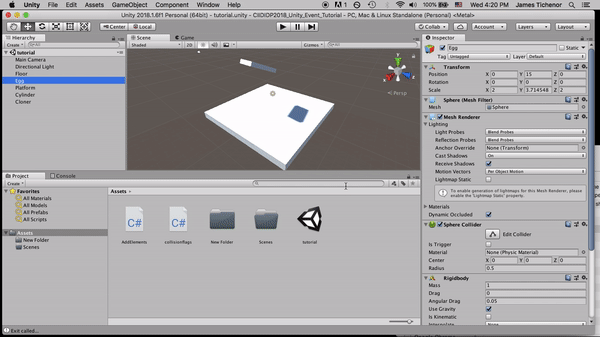 Unity File Edit Assets GameObject Component Window Help 100% Wed 4:20 PM James Tichenor
Unity 2018.1.6f1 Personal (64bit) - tutorial.unity - CIIDIDP2018_Unity_Event_Tutorial - PC, Mac & Linux Standalone (Personal) <Metal>
Collab Account Layers Layout
Hierarchy
Create All
tutorial
Main Camera
Directional Light
Floor
Egg
Platform
Cylinder
Cloner
Scene Game
Shaded 2D Gizmos All
Persp
Project Console
Create
Favorites
All Materials
All Models
All Prefabs
All Scripts
Assets
New Folder
Scenes
Assets
AddElements collisionflags New Folder Scenes tutorial
Exit called...
Inspector
Egg Static
Tag Untagged Layer Default
Transform
Position X 0 Y 15 Z 0
Rotation X 0 Y 0 Z 0
Scale X 2 Y 3.714548 Z 2
Sphere (Mesh Filter)
Mesh Sphere
Mesh Renderer
Lighting
Light Probes Blend Probes
Reflection Probes Blend Probes
Anchor Override None (Transform)
Cast Shadows On
Receive Shadows
Motion Vectors Per Object Motion
Lightmap Static
To enable generation of lightmaps for this Mesh Renderer, please
enable the 'Lightmap Static' property.
Materials
Dynamic Occluded
Sphere Collider
Edit Collider
Is Trigger
Material None (Physic Material)
Center X 0 Y 0 Z 0
Radius 0.5
Rigidbody
Mass 1
Drag 0
Angular Drag 0.05
Use Gravity
Is Kinematic